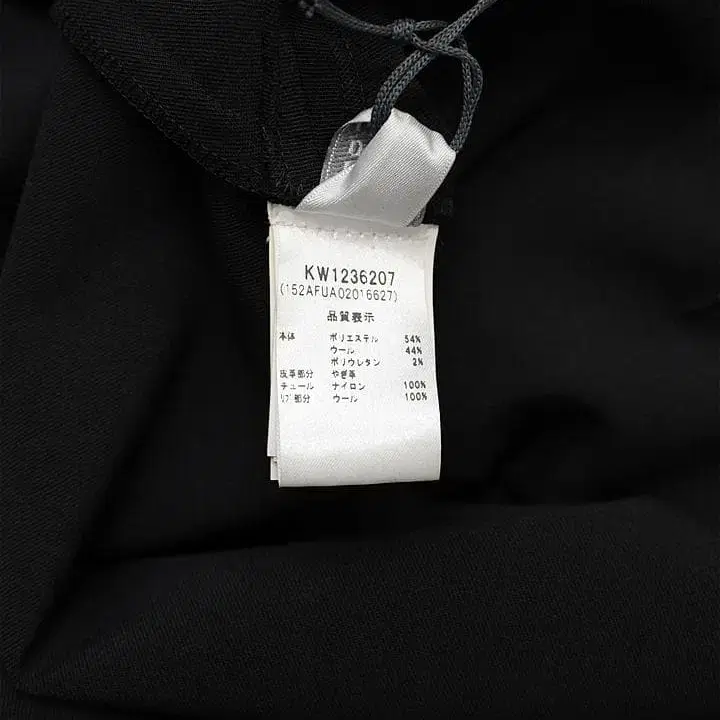 KW1236207
(152AFUA02016627)
品質表示
本体 ポリエステル 54%
ウール 44%
ポリウレタン 2%
皮革部分 やぎ革
チュール ナイロン 100%
リブ部分 ウール 100%